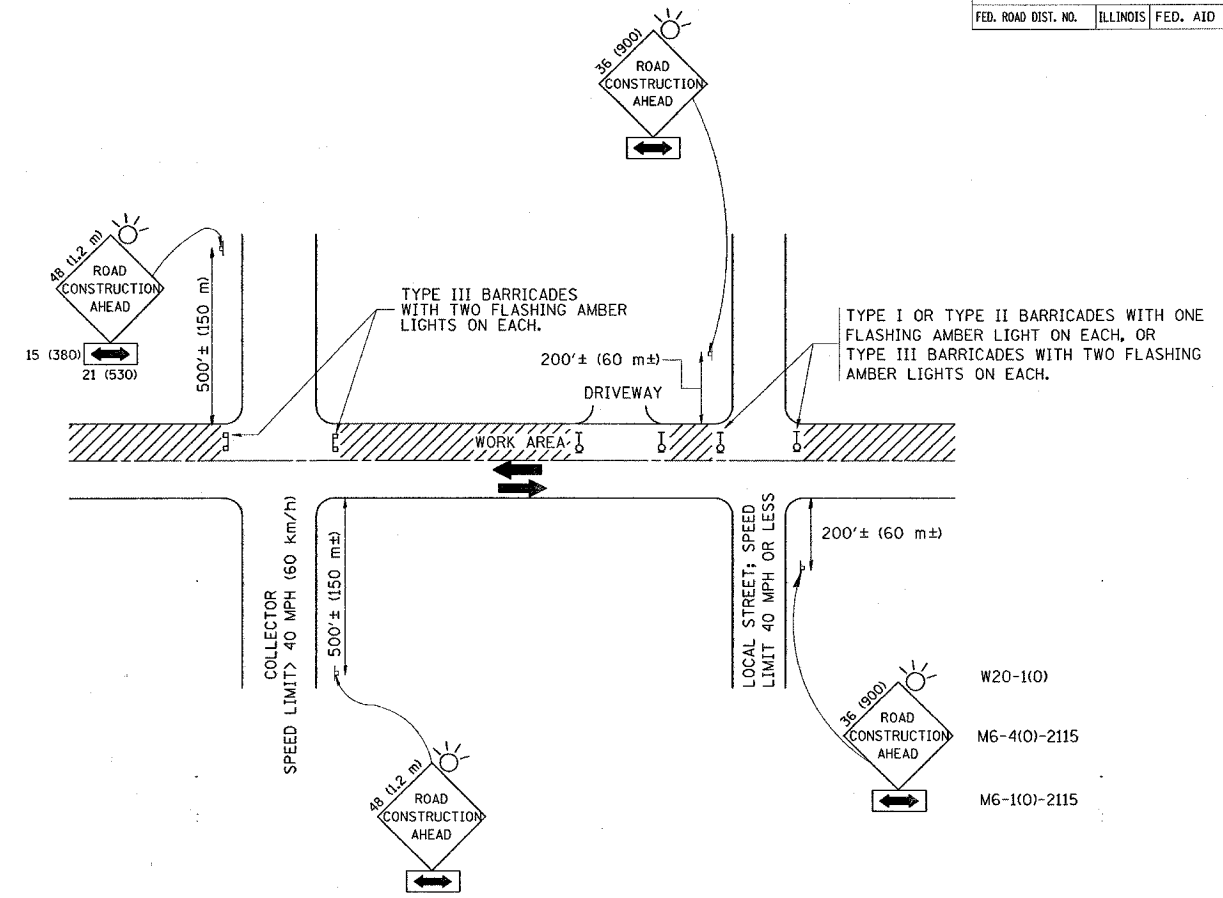 FED. ROAD DIST. NO. ILLINOIS FED. AID
36 (900)
ROAD
CONSTRUCTION
AHEAD
48 (1.2 m)
ROAD
CONSTRUCTION
AHEAD
15 (380)
21 (530)
500'± (150 m)
TYPE III BARRICADES
WITH TWO FLASHING AMBER
LIGHTS ON EACH.
200'± (60 m±)
DRIVEWAY
TYPE I OR TYPE II BARRICADES WITH ONE
FLASHING AMBER LIGHT ON EACH, OR
TYPE III BARRICADES WITH TWO FLASHING
AMBER LIGHTS ON EACH.
WORK AREA
COLLECTOR
SPEED LIMIT> 40 MPH (60 km/h)
500'± (150 m±)
LOCAL STREET; SPEED
LIMIT 40 MPH OR LESS
200'± (60 m±)
48 (1.2 m)
ROAD
CONSTRUCTION
AHEAD
36 (900)
ROAD
CONSTRUCTION
AHEAD
W20-1(O)
M6-4(O)-2115
M6-1(O)-2115